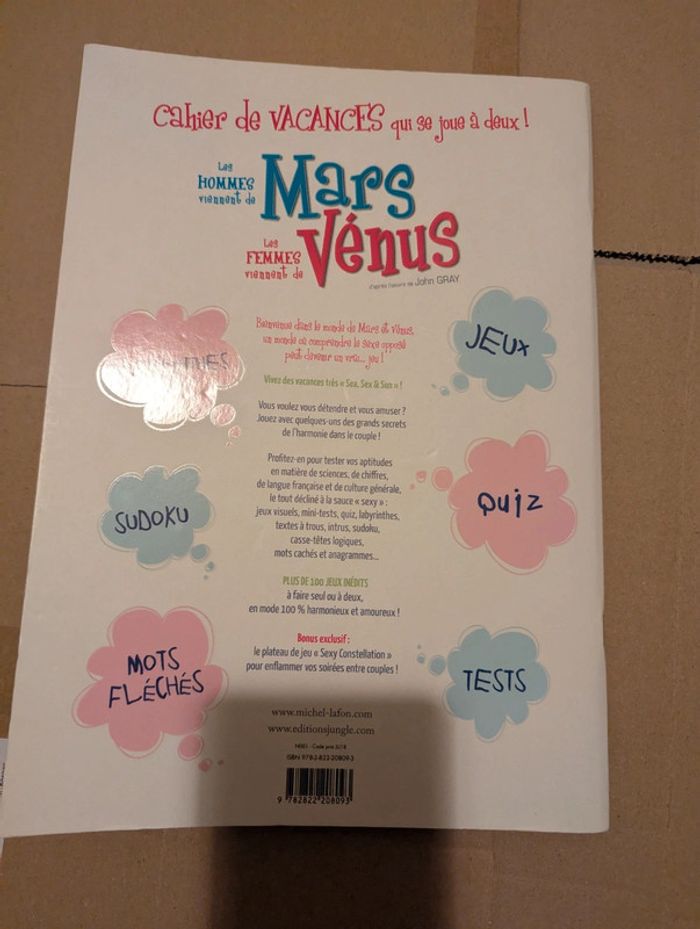 Cahier de VACANCES qui se joue à deux !
Les HOMMES viennent de Mars
Les FEMMES viennent de Vénus
d'après l'œuvre de John GRAY
Bienvenue dans le monde de Mars et Vénus,
un monde où comprendre le sexe opposé
peut devenir un vrai... jeu !
Vivez des vacances très « Sea, Sex & Sun » !
Vous voulez vous détendre et vous amuser ?
Jouez avec quelques-uns des grands secrets
de l'harmonie dans le couple !
Profitez-en pour tester vos aptitudes
en matière de sciences, de chiffres,
de langue française et de culture générale,
le tout décliné à la sauce « sexy » :
jeux visuels, mini-tests, quiz, labyrinthes,
textes à trous, intrus, sudoku,
casse-têtes logiques,
mots cachés et anagrammes...
PLUS DE 100 JEUX INÉDITS
à faire seul ou à deux,
en mode 100 % harmonieux et amoureux !
Bonus exclusif :
le plateau de jeu « Sexy Constellation »
pour enflammer vos soirées entre couples !
JEUX
SUDOKU
QUIZ
MOTS
FLÉCHÉS
TESTS
www.michel-lafon.com
www.editionsjungle.com
ISBN 978-2-822-20809-3
9 782822 208093